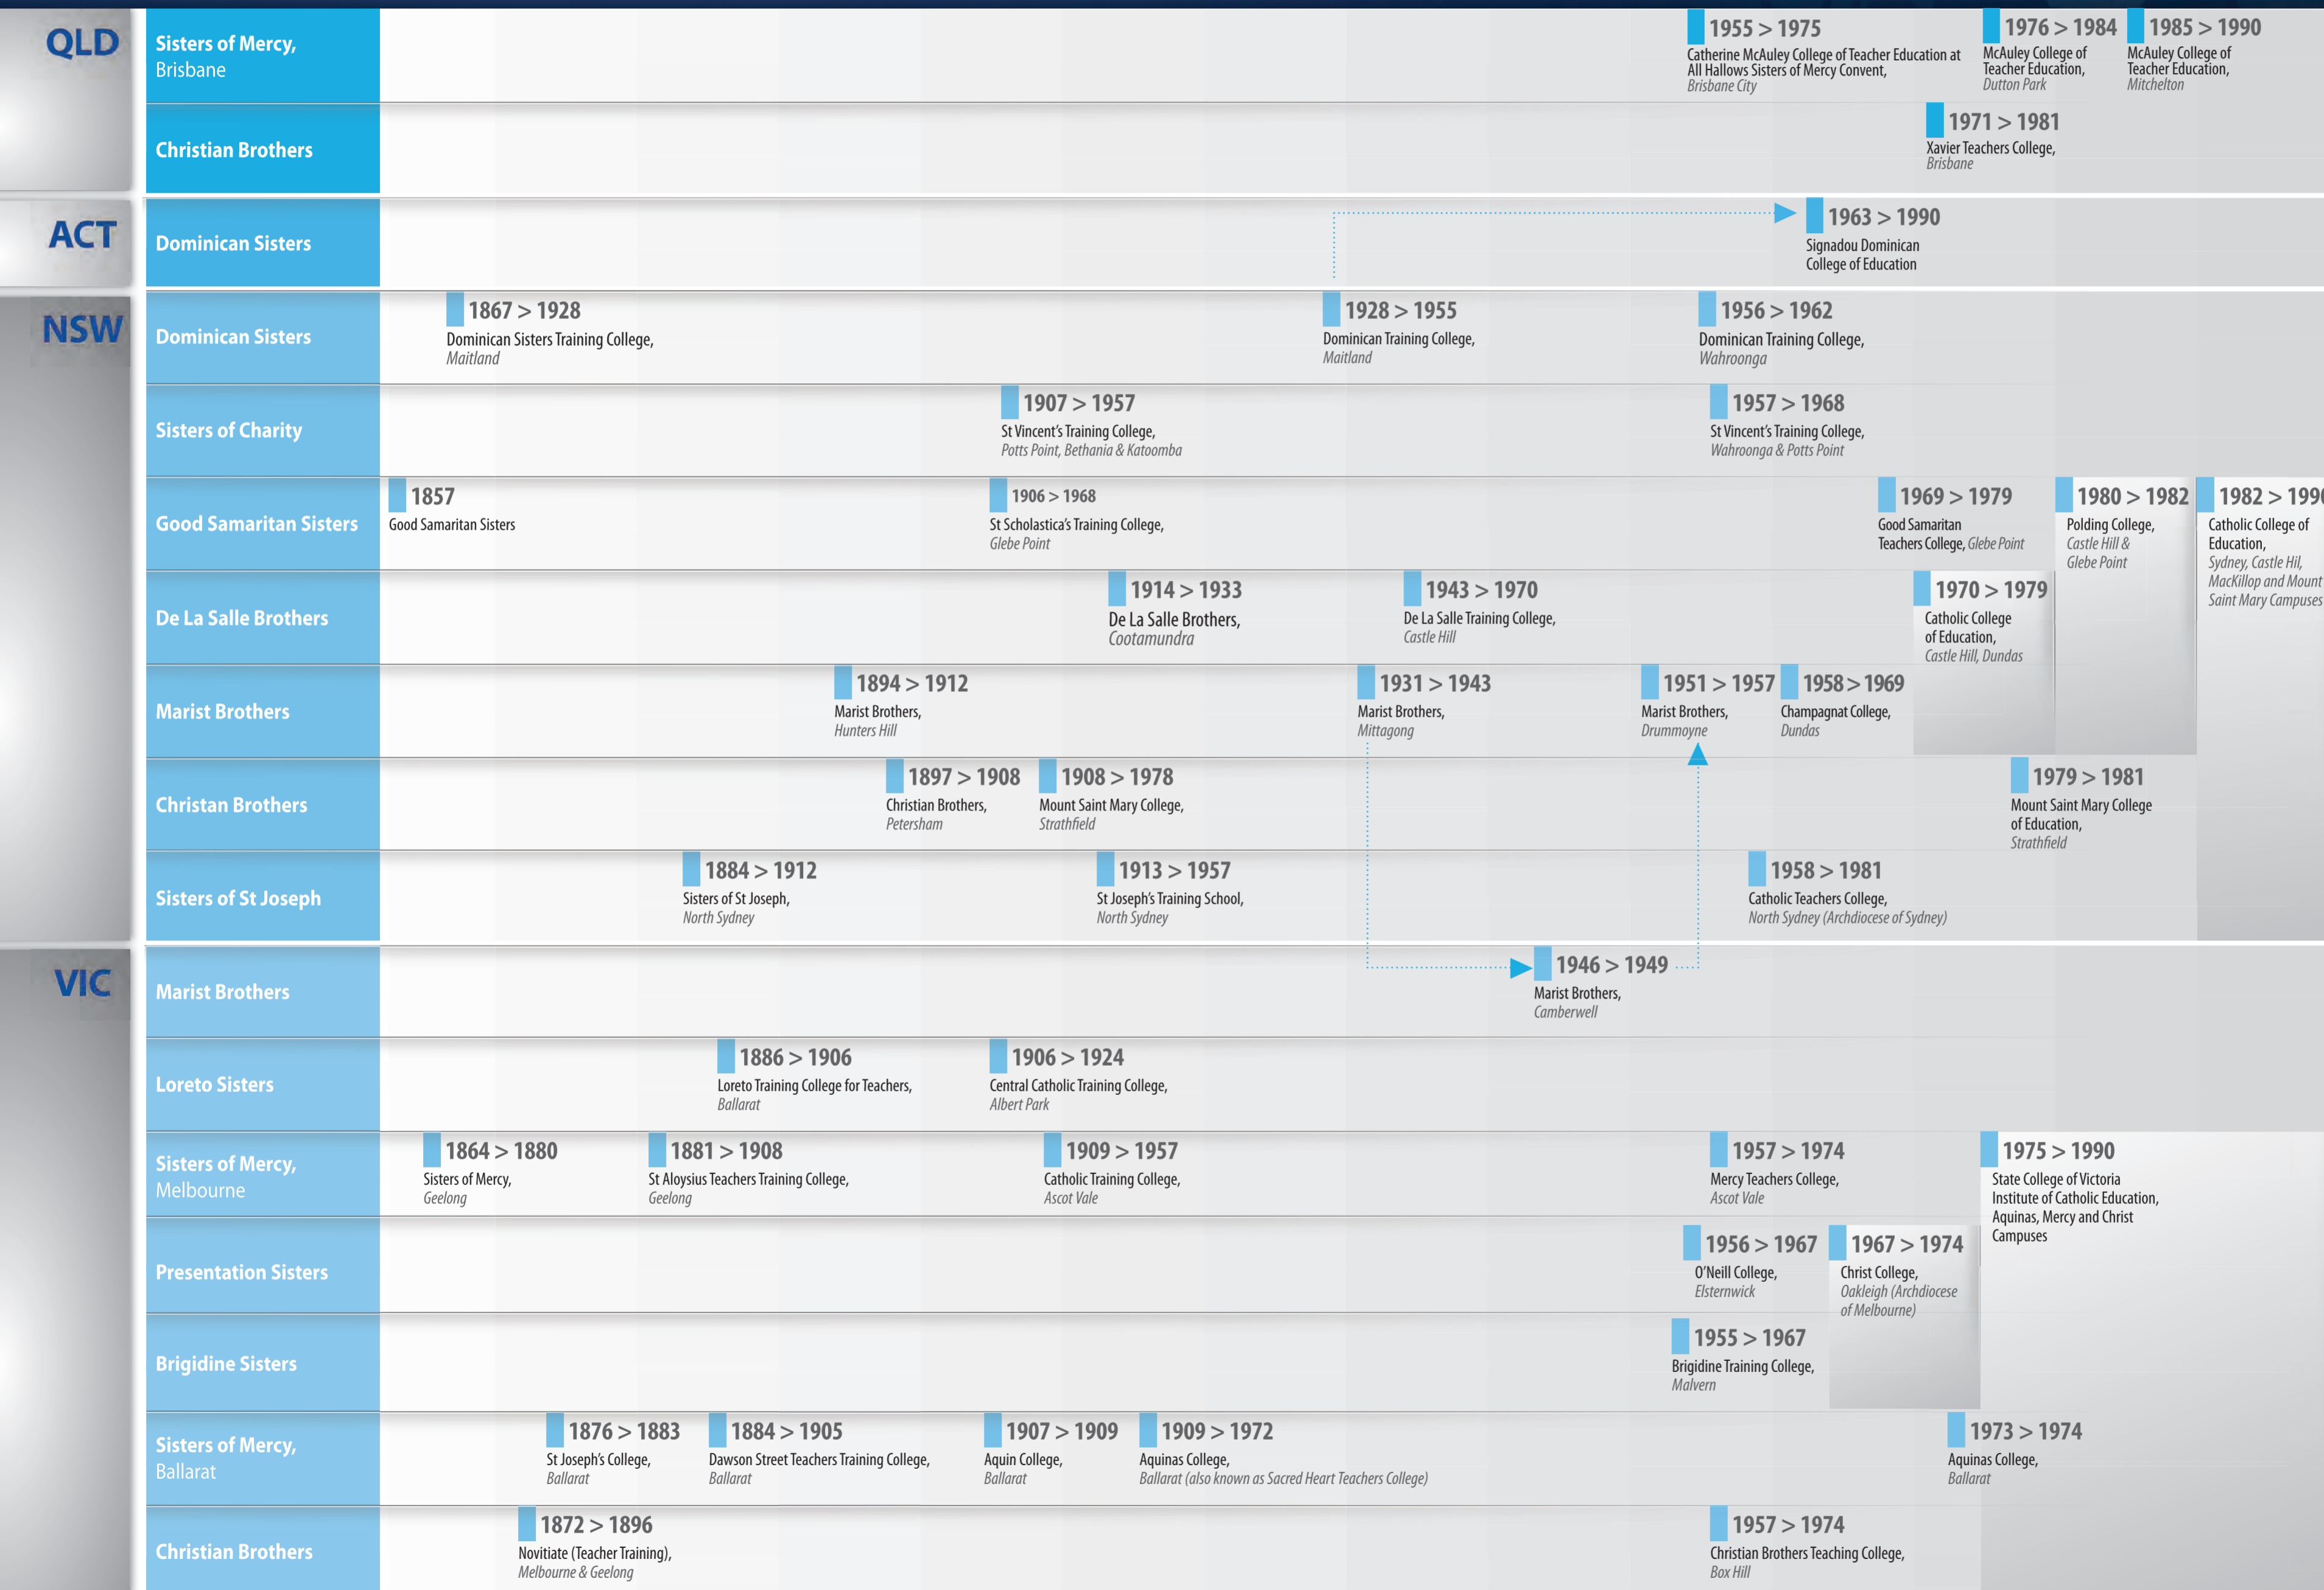 QLD
Sisters of Mercy,
Brisbane
1955 > 1975
Catherine McAuley College of Teacher Education at
All Hallows Sisters of Mercy Convent,
Brisbane City
1976 > 1984
McAuley College of
Teacher Education,
Dutton Park
1985 > 1990
McAuley College of
Teacher Education,
Mitchelton
Christian Brothers
1971 > 1981
Xavier Teachers College,
Brisbane
ACT
Dominican Sisters
1963 > 1990
Signadou Dominican
College of Education
NSW
Dominican Sisters
1867 > 1928
Dominican Sisters Training College,
Maitland
1928 > 1955
Dominican Training College,
Maitland
1956 > 1962
Dominican Training College,
Wahroonga
Sisters of Charity
1907 > 1957
St Vincent's Training College,
Potts Point, Bethania & Katoomba
1957 > 1968
St Vincent's Training College,
Wahroonga & Potts Point
Good Samaritan Sisters
1857
Good Samaritan Sisters
1906 > 1968
St Scholastica's Training College,
Glebe Point
1969 > 1979
Good Samaritan
Teachers College, Glebe Point
1980 > 1982
Polding College,
Castle Hill &
Glebe Point
1982 > 1990
Catholic College of
Education,
Sydney, Castle Hil,
MacKillop and Mount
Saint Mary Campuses
De La Salle Brothers
1914 > 1933
De La Salle Brothers,
Cootamundra
1943 > 1970
De La Salle Training College,
Castle Hill
1970 > 1979
Catholic College
of Education,
Castle Hill, Dundas
Marist Brothers
1894 > 1912
Marist Brothers,
Hunters Hill
1931 > 1943
Marist Brothers,
Mittagong
1951 > 1957
Marist Brothers,
Drummoyne
1958 > 1969
Champagnat College,
Dundas
Christan Brothers
1897 > 1908
Christian Brothers,
Petersham
1908 > 1978
Mount Saint Mary College,
Strathfield
1979 > 1981
Mount Saint Mary College
of Education,
Strathfield
Sisters of St Joseph
1884 > 1912
Sisters of St Joseph,
North Sydney
1913 > 1957
St Joseph's Training School,
North Sydney
1958 > 1981
Catholic Teachers College,
North Sydney (Archdiocese of Sydney)
VIC
Marist Brothers
1946 > 1949
Marist Brothers,
Camberwell
Loreto Sisters
1886 > 1906
Loreto Training College for Teachers,
Ballarat
1906 > 1924
Central Catholic Training College,
Albert Park
Sisters of Mercy,
Melbourne
1864 > 1880
Sisters of Mercy,
Geelong
1881 > 1908
St Aloysius Teachers Training College,
Geelong
1909 > 1957
Catholic Training College,
Ascot Vale
1957 > 1974
Mercy Teachers College,
Ascot Vale
1975 > 1990
State College of Victoria
Institute of Catholic Education,
Aquinas, Mercy and Christ
Campuses
Presentation Sisters
1956 > 1967
O'Neill College,
Elsternwick
1967 > 1974
Christ College,
Oakleigh (Archdiocese
of Melbourne)
Brigidine Sisters
1955 > 1967
Brigidine Training College,
Malvern
Sisters of Mercy,
Ballarat
1876 > 1883
St Joseph's College,
Ballarat
1884 > 1905
Dawson Street Teachers Training College,
Ballarat
1907 > 1909
Aquin College,
Ballarat
1909 > 1972
Aquinas College,
Ballarat (also known as Sacred Heart Teachers College)
1973 > 1974
Aquinas College,
Ballarat
Christian Brothers
1872 > 1896
Novitiate (Teacher Training),
Melbourne & Geelong
1957 > 1974
Christian Brothers Teaching College,
Box Hill